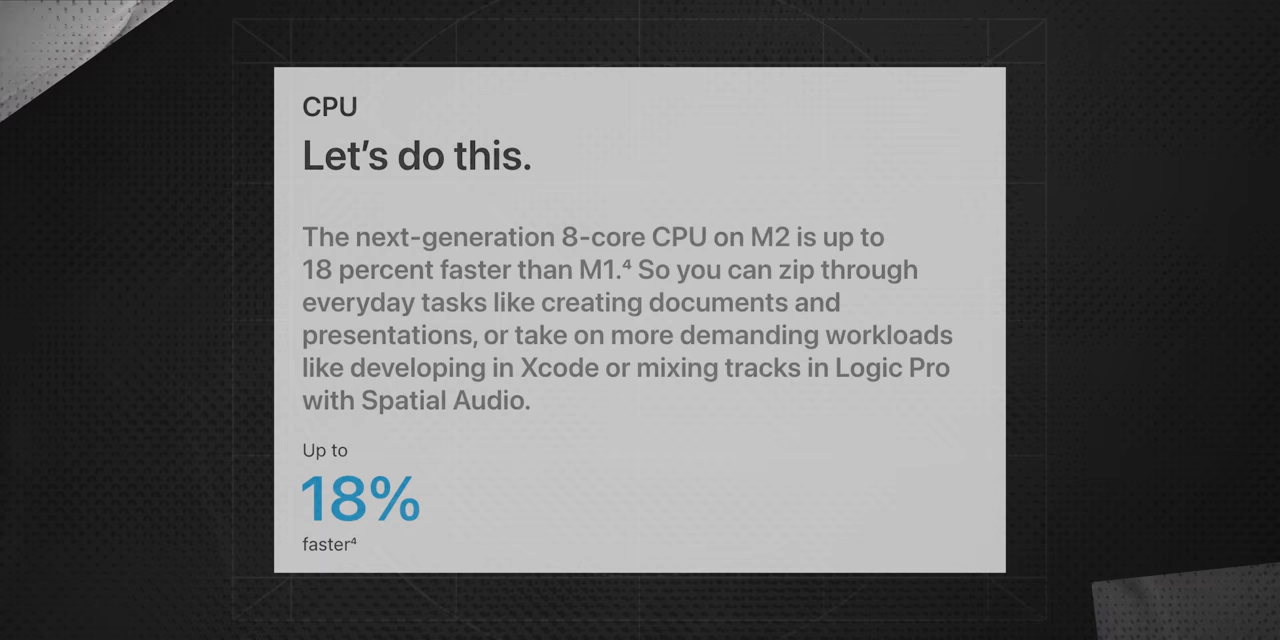 CPU
Let’s do this.
The next-generation 8-core CPU on M2 is up to
18 percent faster than M1.⁴ So you can zip through
everyday tasks like creating documents and
presentations, or take on more demanding workloads
like developing in Xcode or mixing tracks in Logic Pro
with Spatial Audio.
Up to
18%
faster⁴